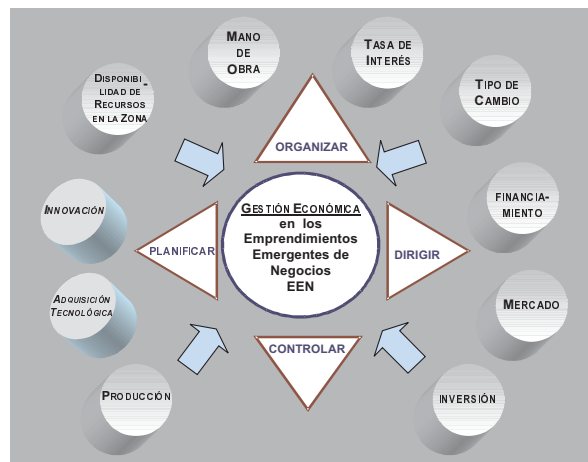 MANO
DE
OBRA
TASA DE
INTERÉS
DISPONIBI-
LIDAD DE
RECURSOS
EN LA ZONA
TIPO DE
CAMBIO
ORGANIZAR
INNOVACIÓN
GESTIÓN ECONÓMICA
en los
Emprendimientos
Emergentes de
Negocios
EEN
PLANIFICAR
DIRIGIR
FINANCIA-
MIENTO
ADQUISICIÓN
TECNOLÓGICA
MERCADO
CONTROLAR
PRODUCCIÓN
INVERSIÓN